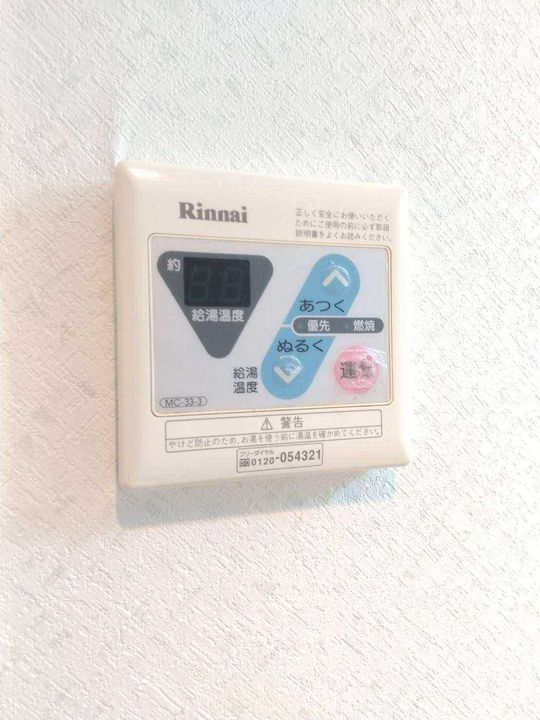 Rinnai
正しく安全にお使いいただく
ためにご使用の前に必ず取扱
説明書をよくお読みください。
約
給湯温度
あつく
優先 燃焼
ぬるく
給湯
温度
運転
MC-33-3
警告
やけど防止のため、お湯を使う前に湯温を確かめてください。
フリーダイヤル
0120-054321